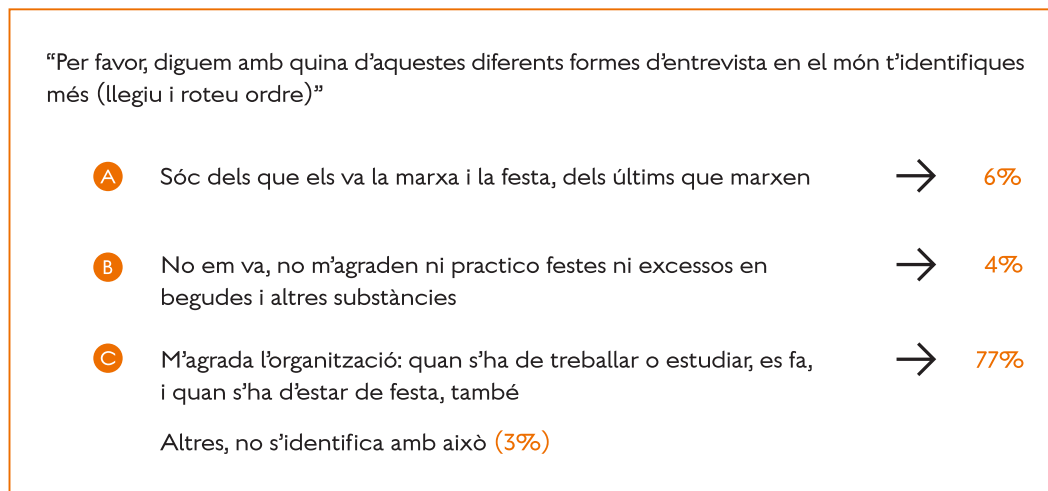 “Per favor, diguem amb quina d’aquestes diferents formes d’entrevista en el món t’identifiques
més (llegiu i roteu ordre)”
A Sóc dels que els va la marxa i la festa, dels últims que marxen → 6%
B No em va, no m’agraden ni practico festes ni excessos en → 4%
begudes i altres substàncies
C M’agrada l’organització: quan s’ha de treballar o estudiar, es fa, → 77%
i quan s’ha d’estar de festa, també
Altres, no s’identifica amb això (3%)